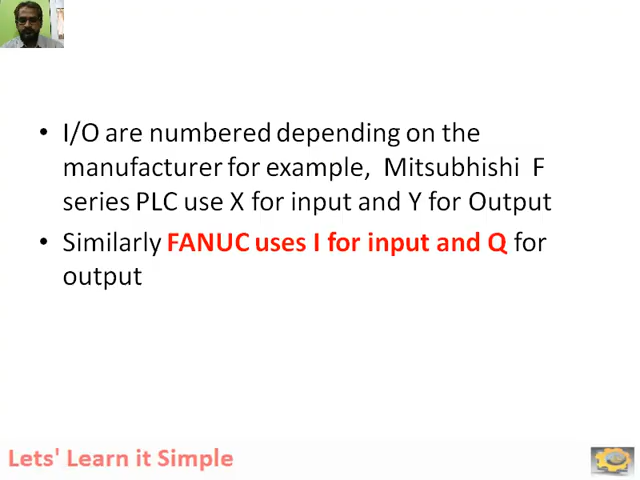 • I/O are numbered depending on the
manufacturer for example, Mitsubhishi F
series PLC use X for input and Y for Output
• Similarly FANUC uses I for input and Q for
output
Lets' Learn it Simple